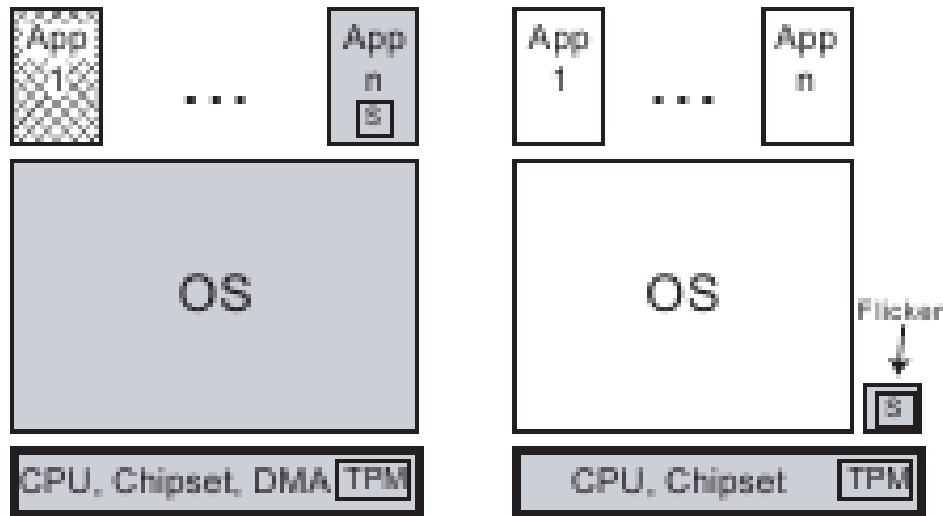 App
1
...
App
n
S
OS
CPU, Chipset, DMA TPM
App
1
...
App
n
OS
Flicker
S
CPU, Chipset TPM